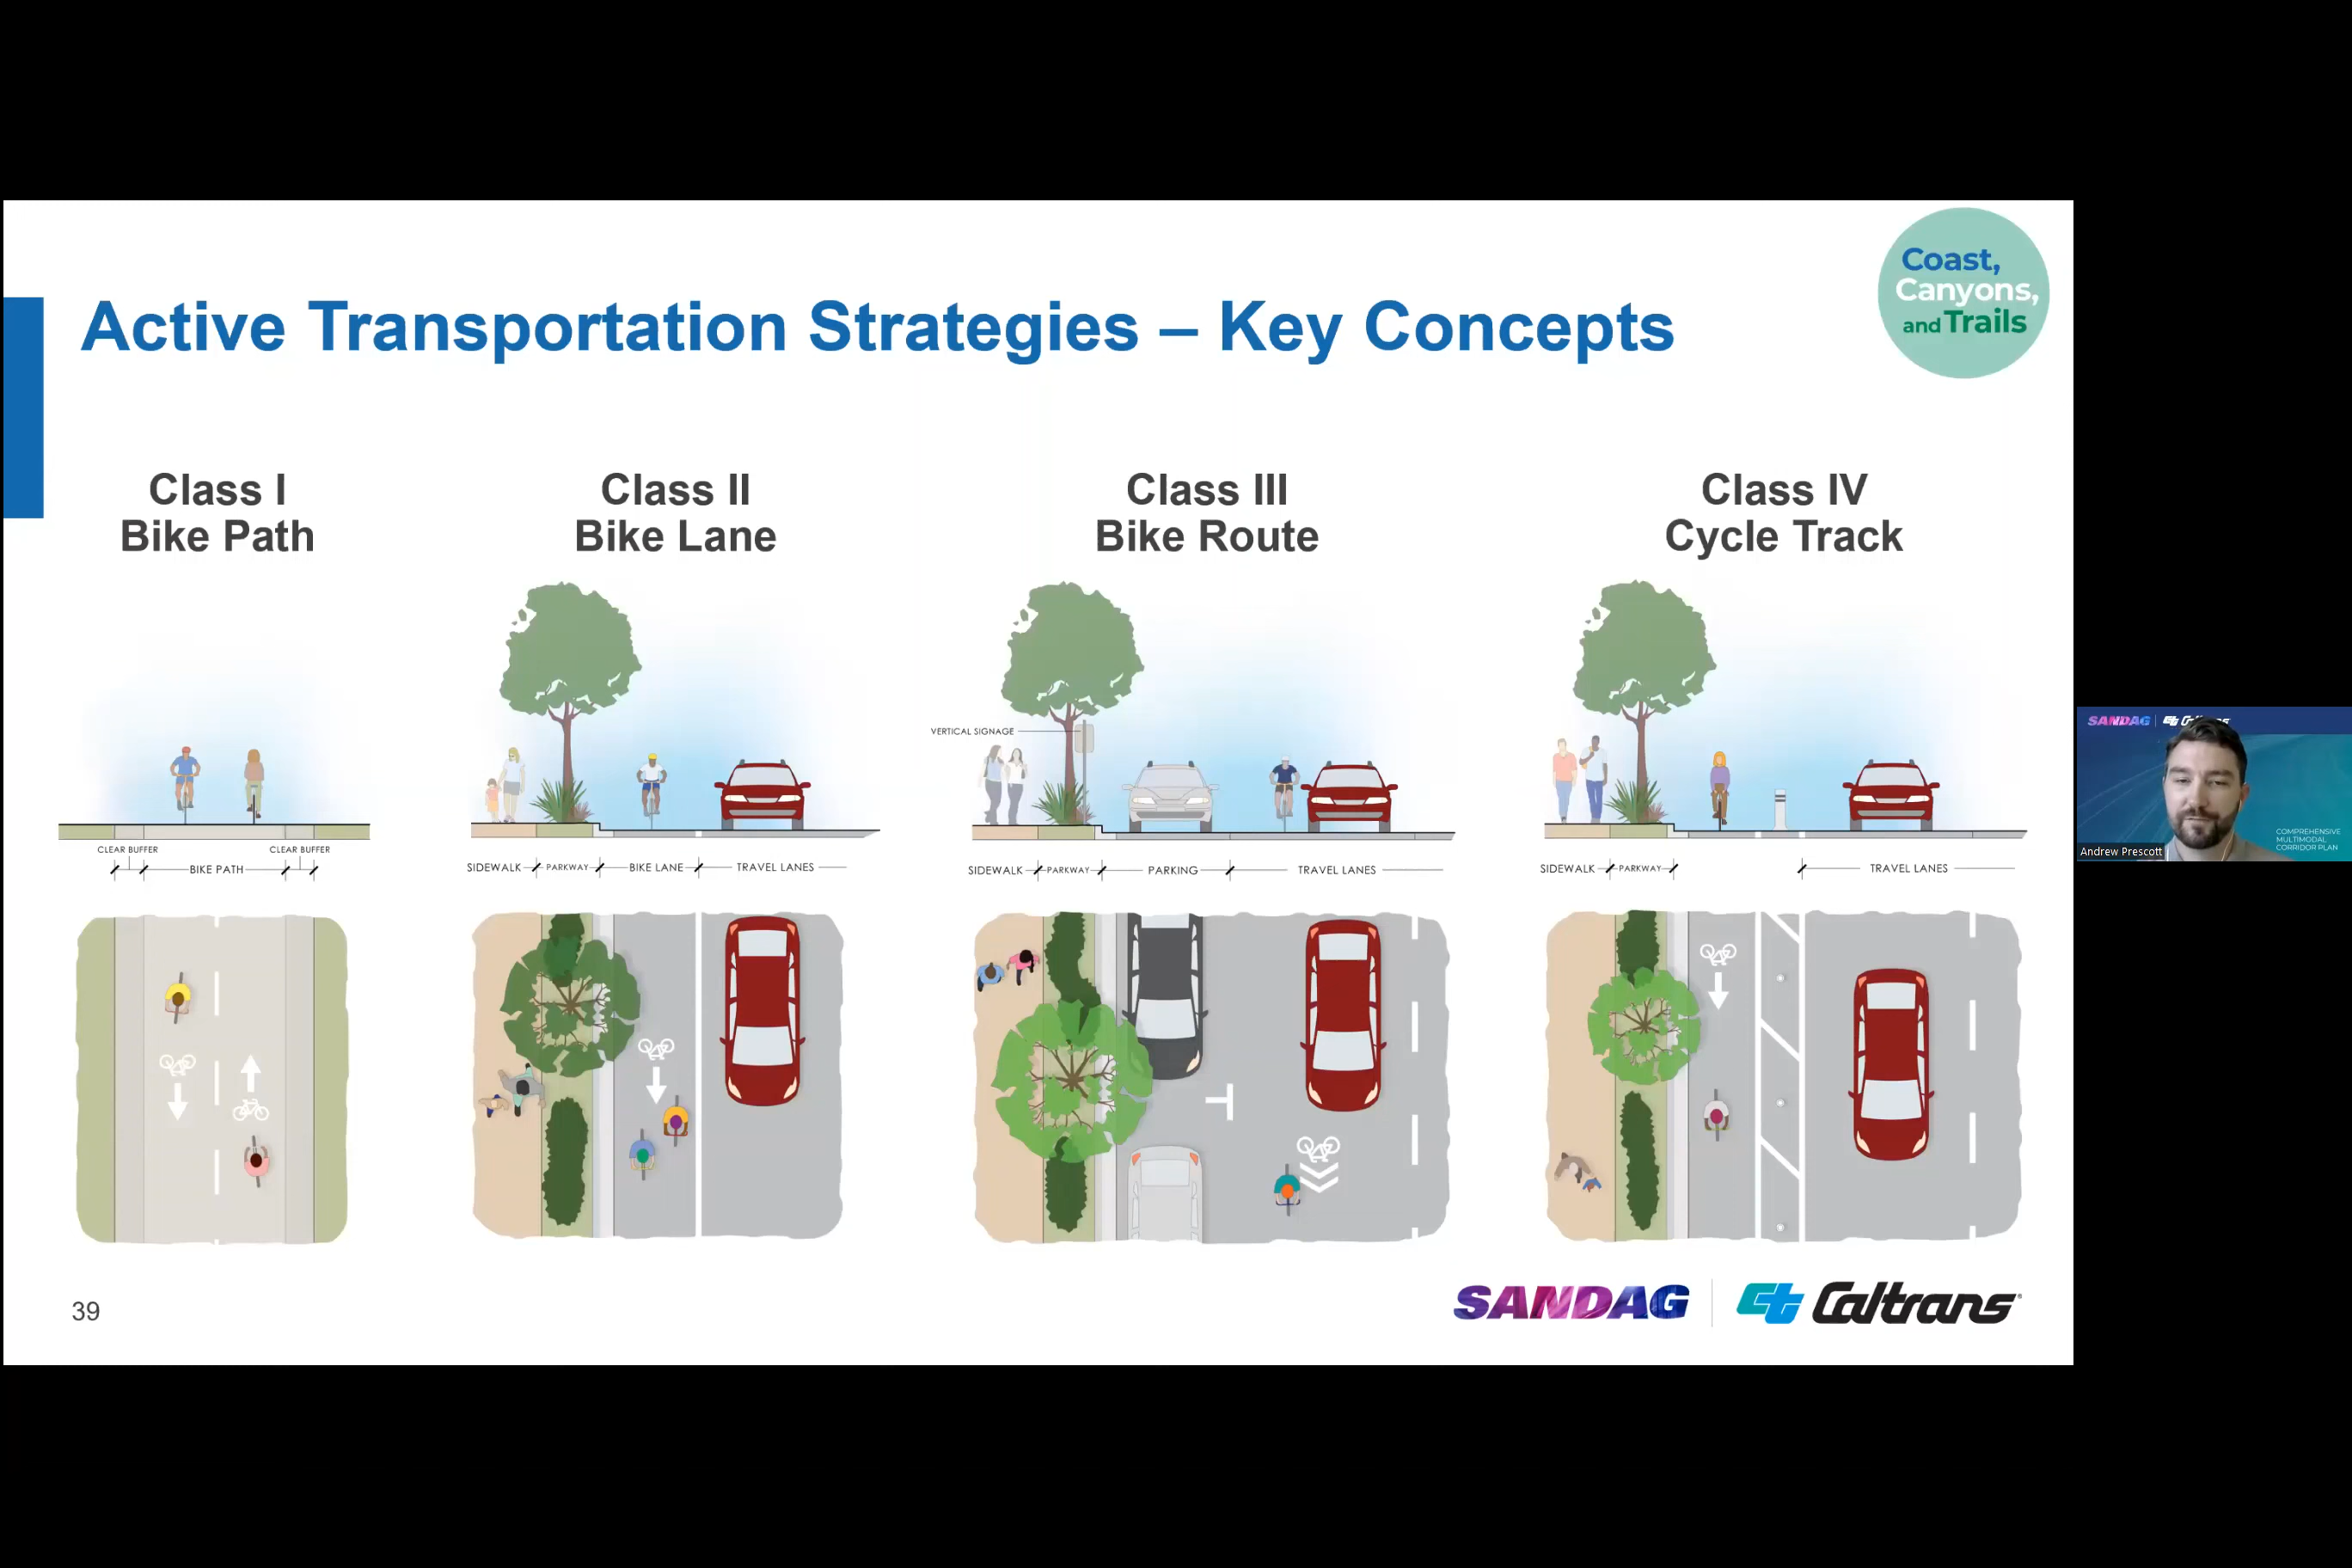 Coast,
Canyons,
and Trails
Active Transportation Strategies – Key Concepts
Class I
Bike Path
Class II
Bike Lane
Class III
Bike Route
Class IV
Cycle Track
VERTICAL SIGNAGE
CLEAR BUFFER
CLEAR BUFFER
BIKE PATH
SIDEWALK
PARKWAY
BIKE LANE
TRAVEL LANES
SIDEWALK
PARKWAY
PARKING
TRAVEL LANES
SIDEWALK
PARKWAY
TRAVEL LANES
39
SANDAG
Caltrans
SANDAG
COMPREHENSIVE
MULTIMODAL
CORRIDOR PLAN
Andrew Prescott